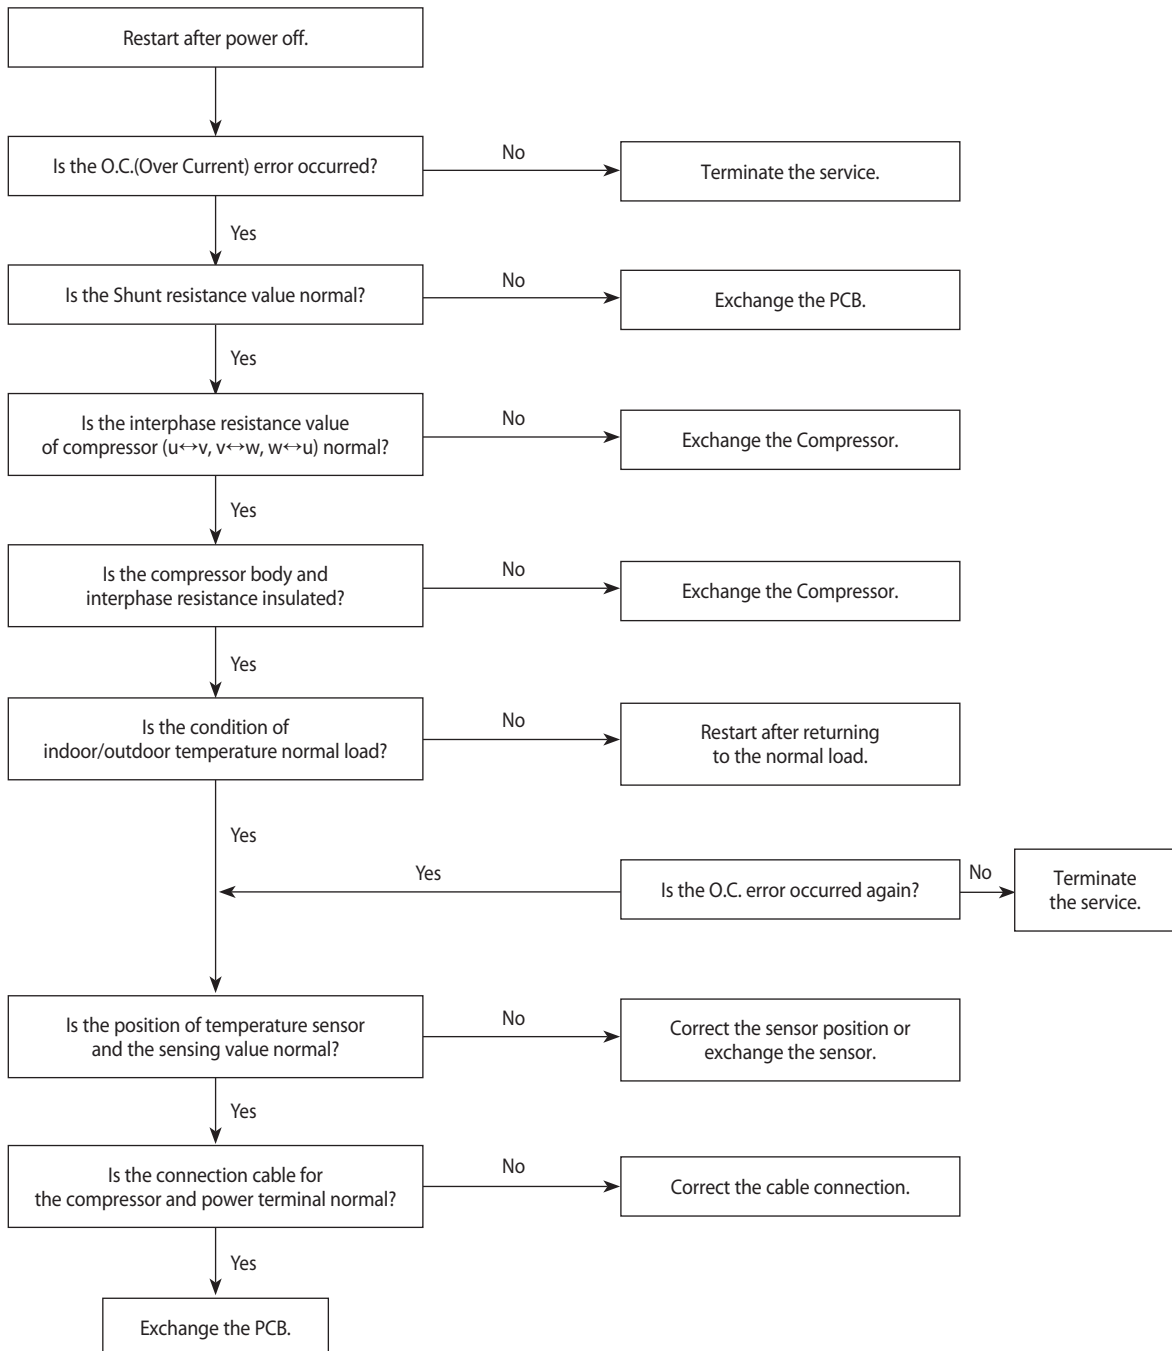 Restart after power off.
Is the O.C.(Over Current) error occurred?
No
Terminate the service.
Yes
Is the Shunt resistance value normal?
No
Exchange the PCB.
Yes
Is the interphase resistance value
of compressor (u↔v, v↔w, w↔u) normal?
No
Exchange the Compressor.
Yes
Is the compressor body and
interphase resistance insulated?
No
Exchange the Compressor.
Yes
Is the condition of
indoor/outdoor temperature normal load?
No
Restart after returning
to the normal load.
Yes
Yes
Is the O.C. error occurred again?
No
Terminate
the service.
Is the position of temperature sensor
and the sensing value normal?
No
Correct the sensor position or
exchange the sensor.
Yes
Is the connection cable for
the compressor and power terminal normal?
No
Correct the cable connection.
Yes
Exchange the PCB.